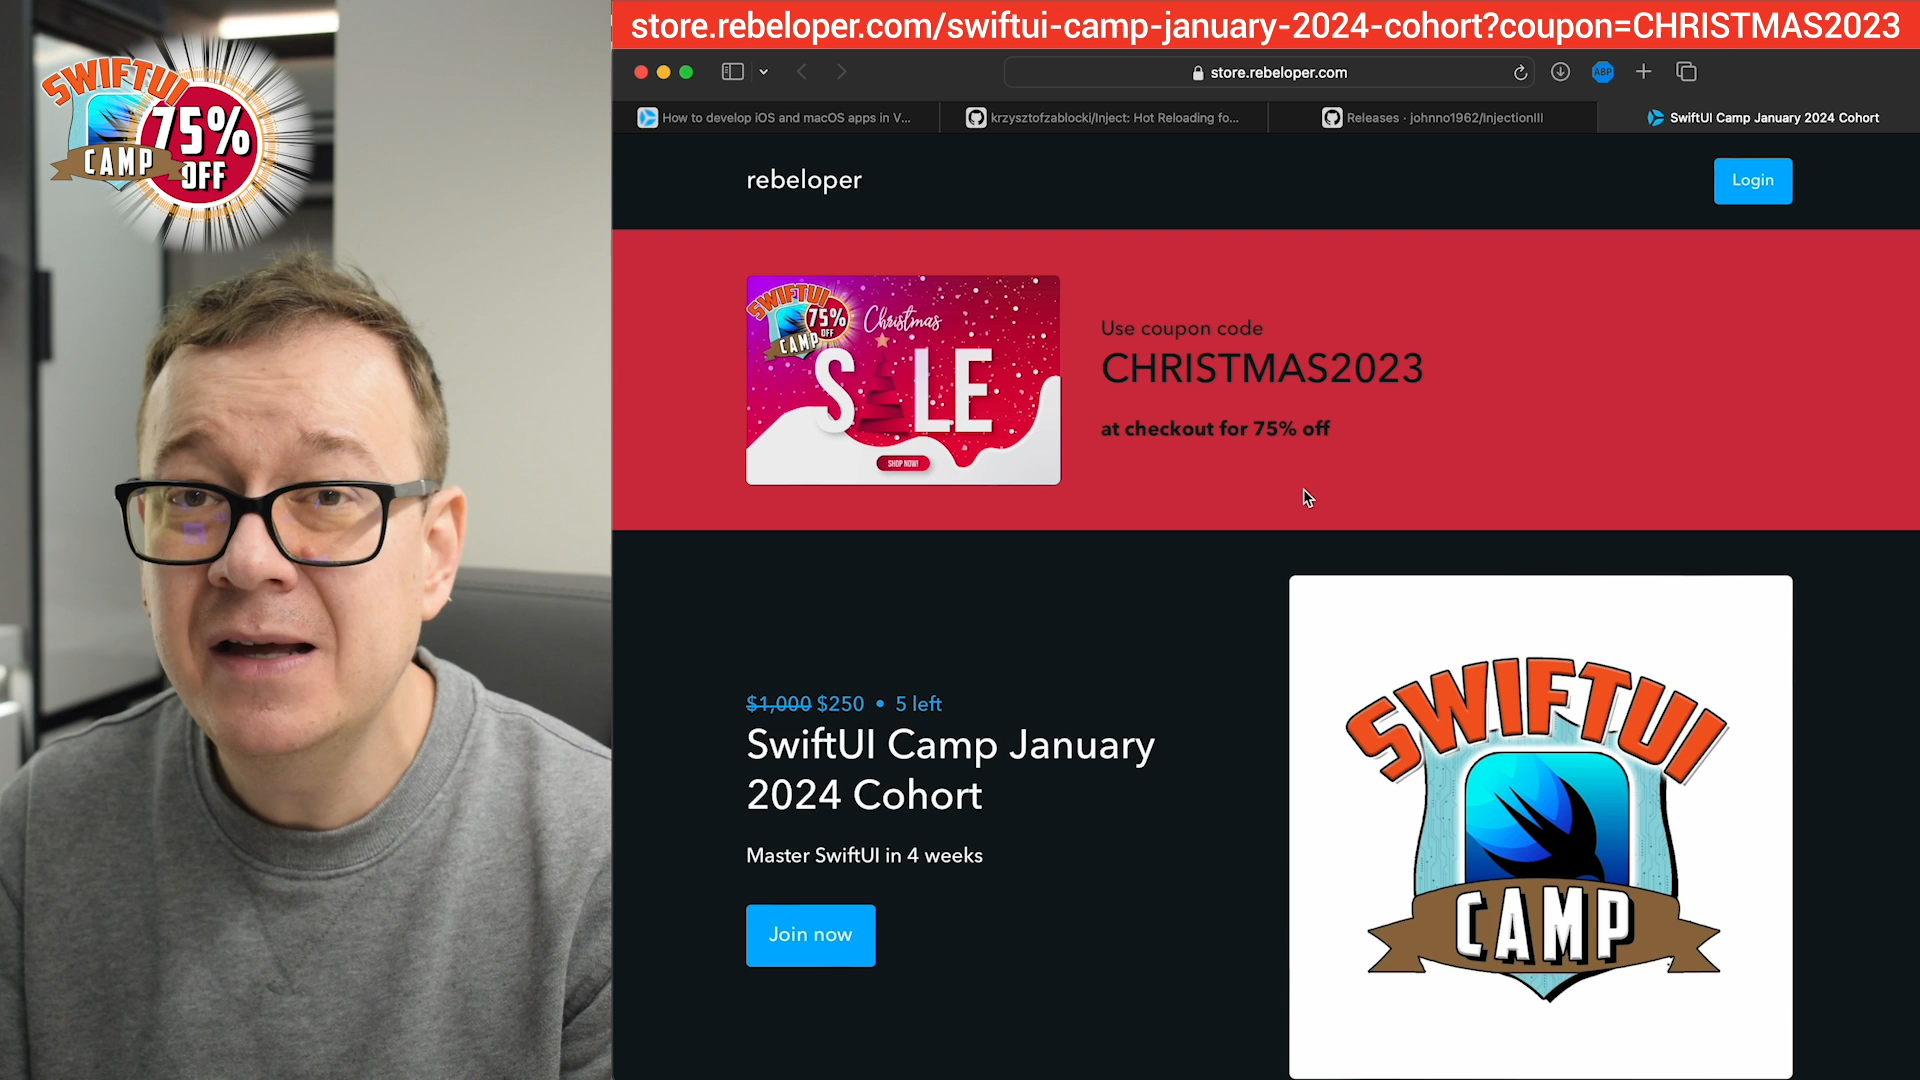 store.rebeloper.com/swiftui-camp-january-2024-cohort?coupon=CHRISTMAS2023
SWIFTUI
CAMP
75%
OFF
store.rebeloper.com
ABP
How to develop iOS and macOS apps in V...
krzysztofzablocki/Inject: Hot Reloading fo...
Releases · johnno1962/InjectionIII
SwiftUI Camp January 2024 Cohort
rebeloper
Login
SWIFTUI
CAMP
75%
OFF
Christmas
SALE
SHOP NOW!
Use coupon code
CHRISTMAS2023
at checkout for 75% off
$1,000 $250 • 5 left
SwiftUI Camp January
2024 Cohort
Master SwiftUI in 4 weeks
Join now
SWIFTUI
CAMP